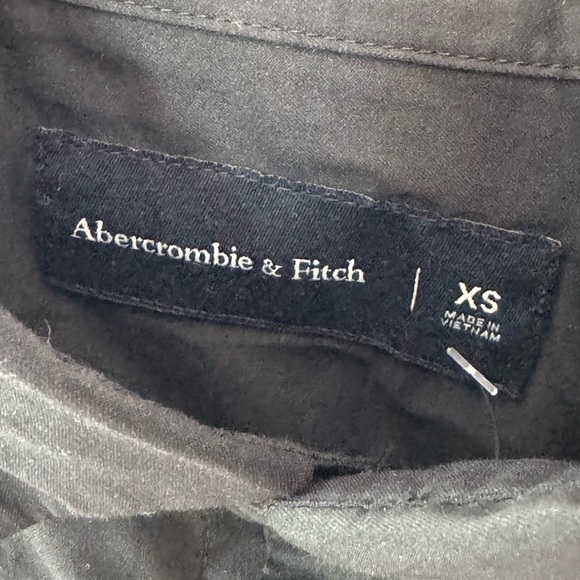 Abercrombie & Fitch | XS
MADE IN
VIETNAM